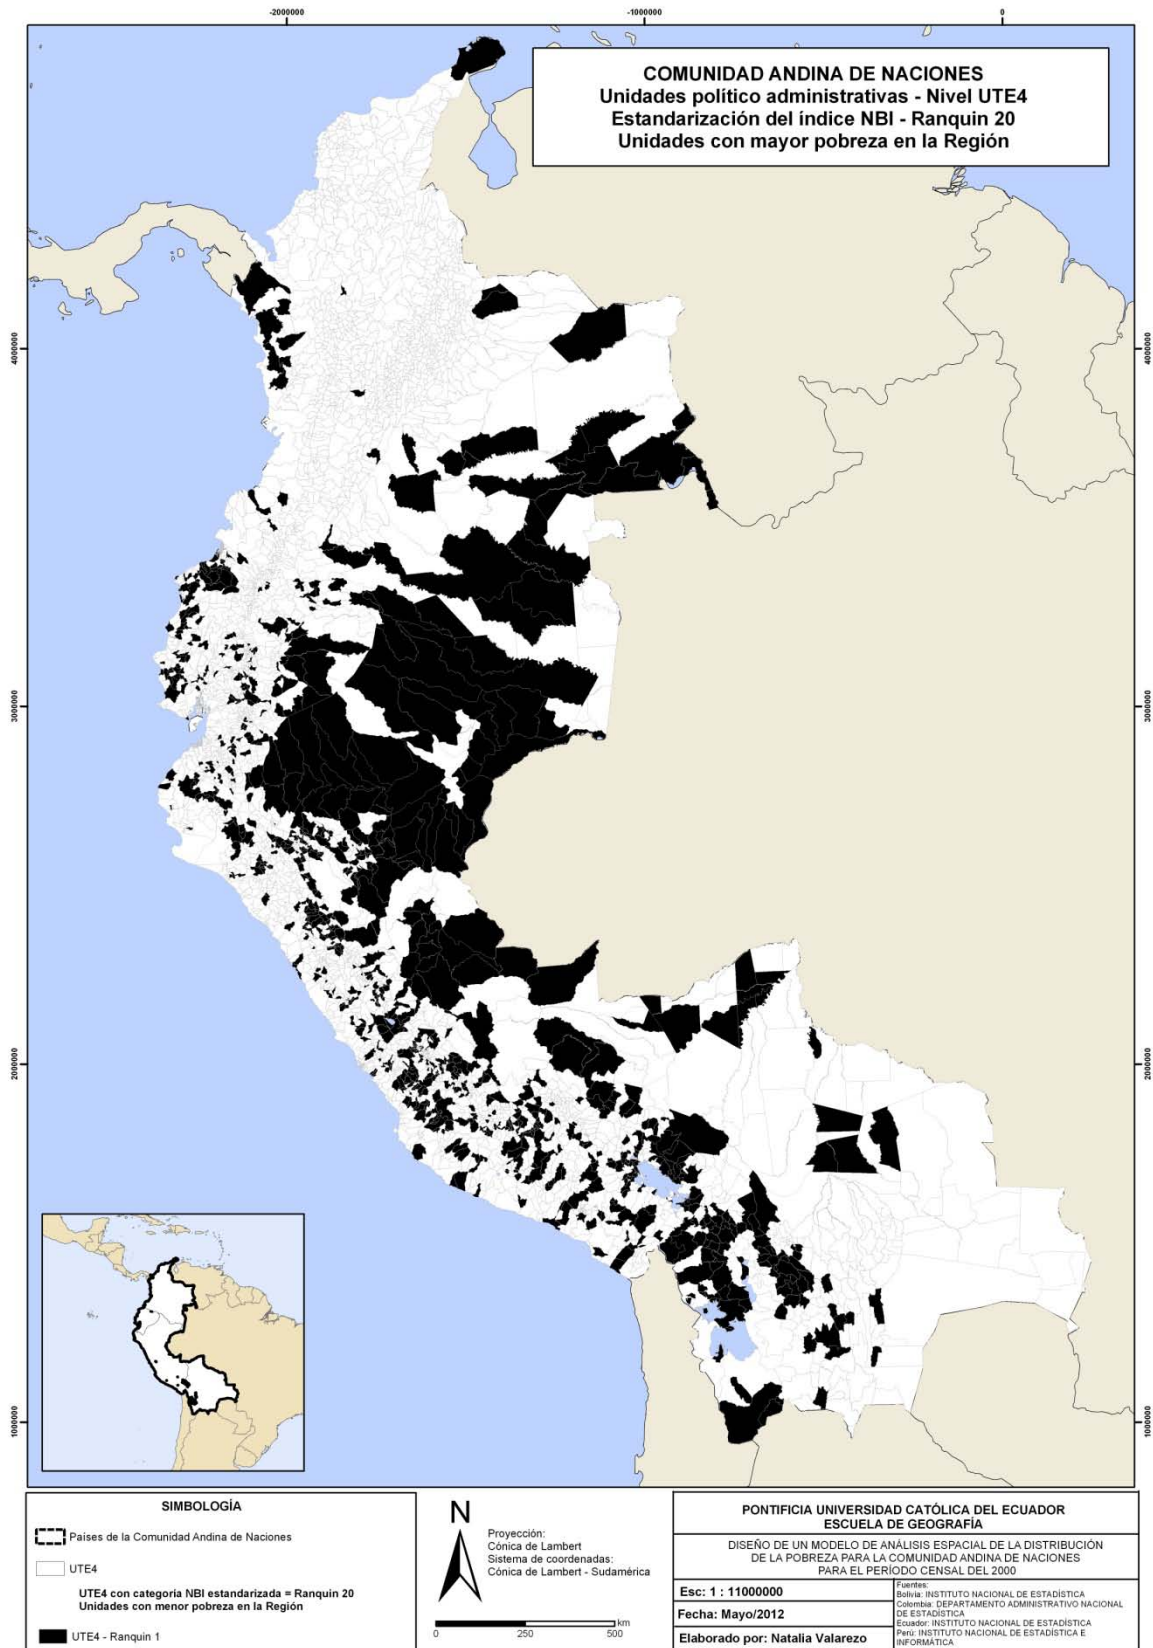 -2000000
-1000000
0
COMUNIDAD ANDINA DE NACIONES
Unidades político administrativas - Nivel UTE4
Estandarización del índice NBI - Ranquin 20
Unidades con mayor pobreza en la Región
4000000
4000000
3000000
3000000
2000000
2000000
1000000
1000000
SIMBOLOGÍA
Países de la Comunidad Andina de Naciones
UTE4
UTE4 con categoría NBI estandarizada = Ranquin 20
Unidades con menor pobreza en la Región
UTE4 - Ranquin 1
N
Proyección:
Cónica de Lambert
Sistema de coordenadas:
Cónica de Lambert - Sudamérica
km
0 250 500
PONTIFICIA UNIVERSIDAD CATÓLICA DEL ECUADOR
ESCUELA DE GEOGRAFÍA
DISEÑO DE UN MODELO DE ANÁLISIS ESPACIAL DE LA DISTRIBUCIÓN
DE LA POBREZA PARA LA COMUNIDAD ANDINA DE NACIONES
PARA EL PERÍODO CENSAL DEL 2000
Esc: 1 : 11000000
Fecha: Mayo/2012
Elaborado por: Natalia Valarezo
Fuentes:
Bolivia: INSTITUTO NACIONAL DE ESTADÍSTICA
Colombia: DEPARTAMENTO ADMINISTRATIVO NACIONAL
DE ESTADÍSTICA
Ecuador: INSTITUTO NACIONAL DE ESTADÍSTICA
Perú: INSTITUTO NACIONAL DE ESTADÍSTICA E
INFORMÁTICA